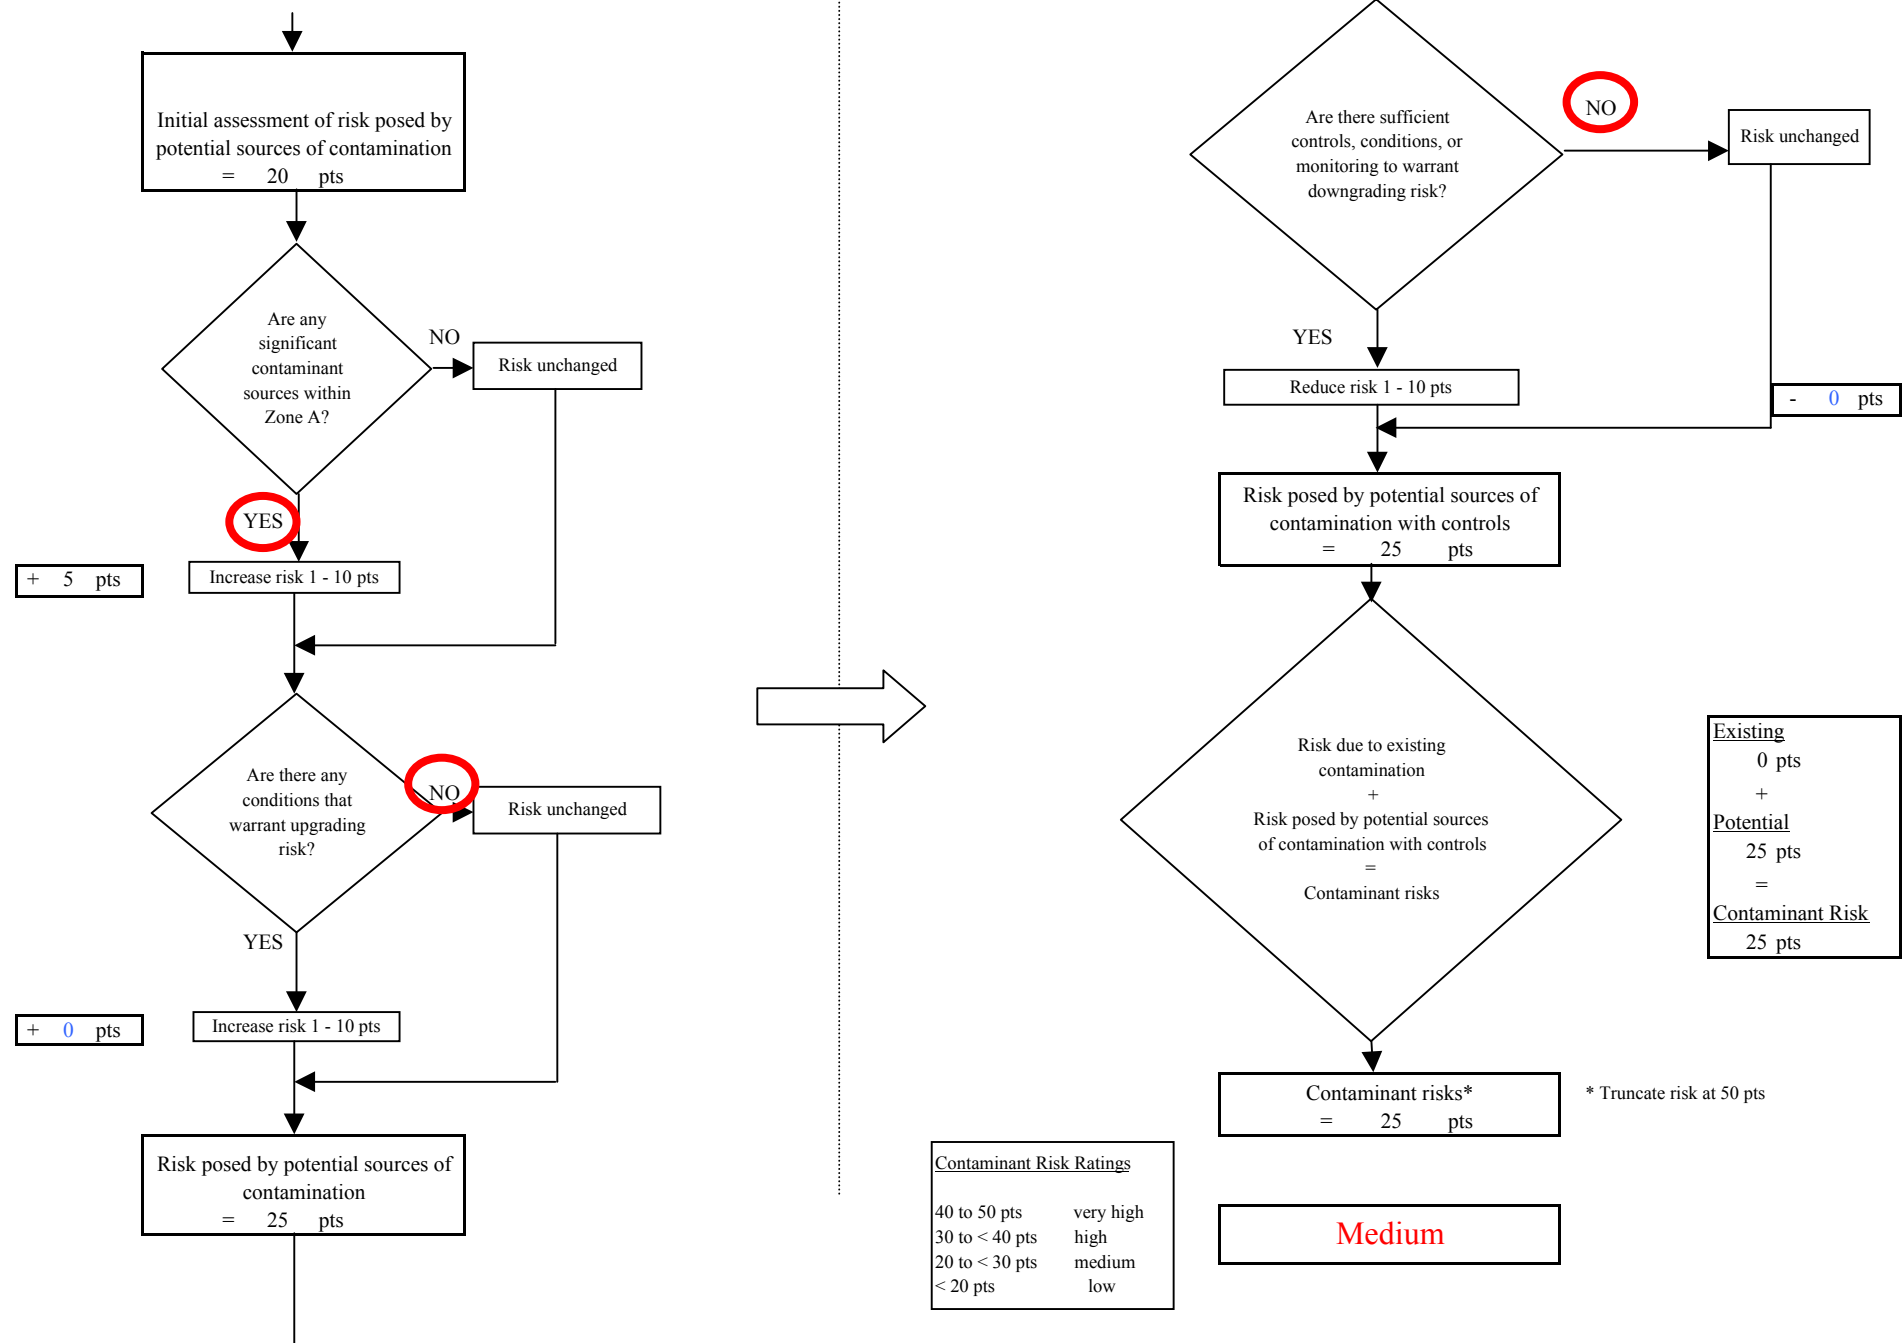 Initial assessment of risk posed by
potential sources of contamination
= 20 pts
Are any
significant
contaminant
sources within
Zone A?
NO
Risk unchanged
YES
+ 5 pts
Increase risk 1 - 10 pts
Are there any
conditions that
warrant upgrading
risk?
NO
Risk unchanged
YES
+ 0 pts
Increase risk 1 - 10 pts
Risk posed by potential sources of
contamination
= 25 pts
Are there sufficient
controls, conditions, or
monitoring to warrant
downgrading risk?
NO
Risk unchanged
YES
Reduce risk 1 - 10 pts
- 0 pts
Risk posed by potential sources of
contamination with controls
= 25 pts
Risk due to existing
contamination
+
Risk posed by potential sources
of contamination with controls
=
Contaminant risks
Existing
0 pts
+
Potential
25 pts
=
Contaminant Risk
25 pts
Contaminant risks*
= 25 pts
* Truncate risk at 50 pts
Contaminant Risk Ratings
40 to 50 pts very high
30 to < 40 pts high
20 to < 30 pts medium
< 20 pts low
Medium